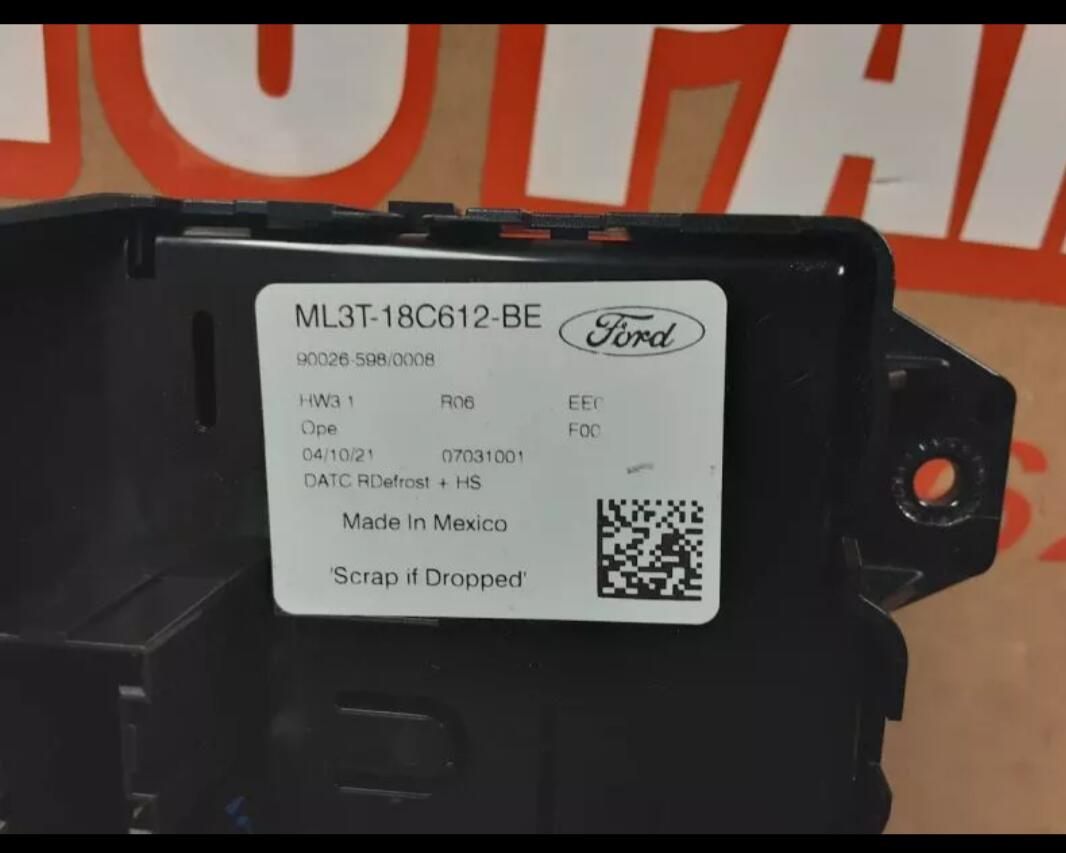 ML3T-18C612-BE
Ford
90026-598/0008
HW3.1 R06
Ope
04/10/21 07031001
DATC RDefrost + HS
Made In Mexico
'Scrap if Dropped'